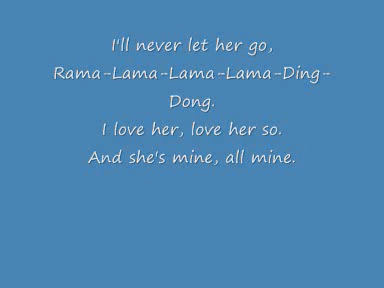 I'll never let her go,
Rama-Lama-Lama-Lama-Ding-
Dong.
I love her, love her so.
And she's mine, all mine.